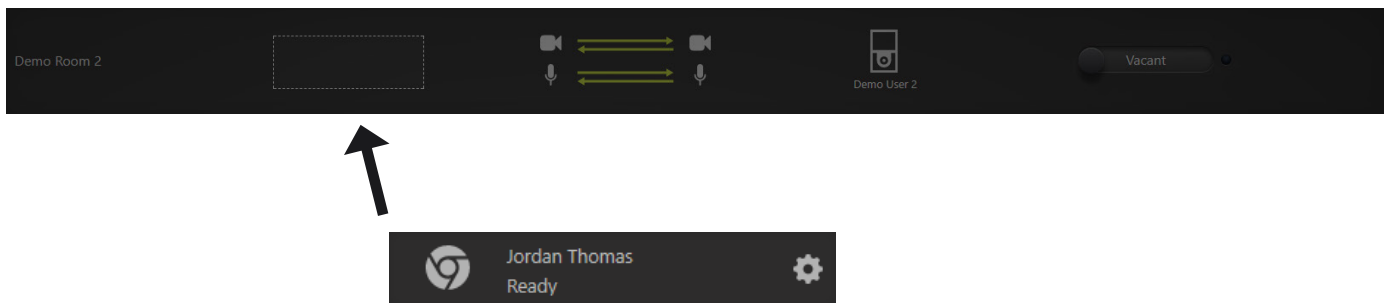 Demo Room 2
Demo User 2
Vacant
Jordan Thomas
Ready